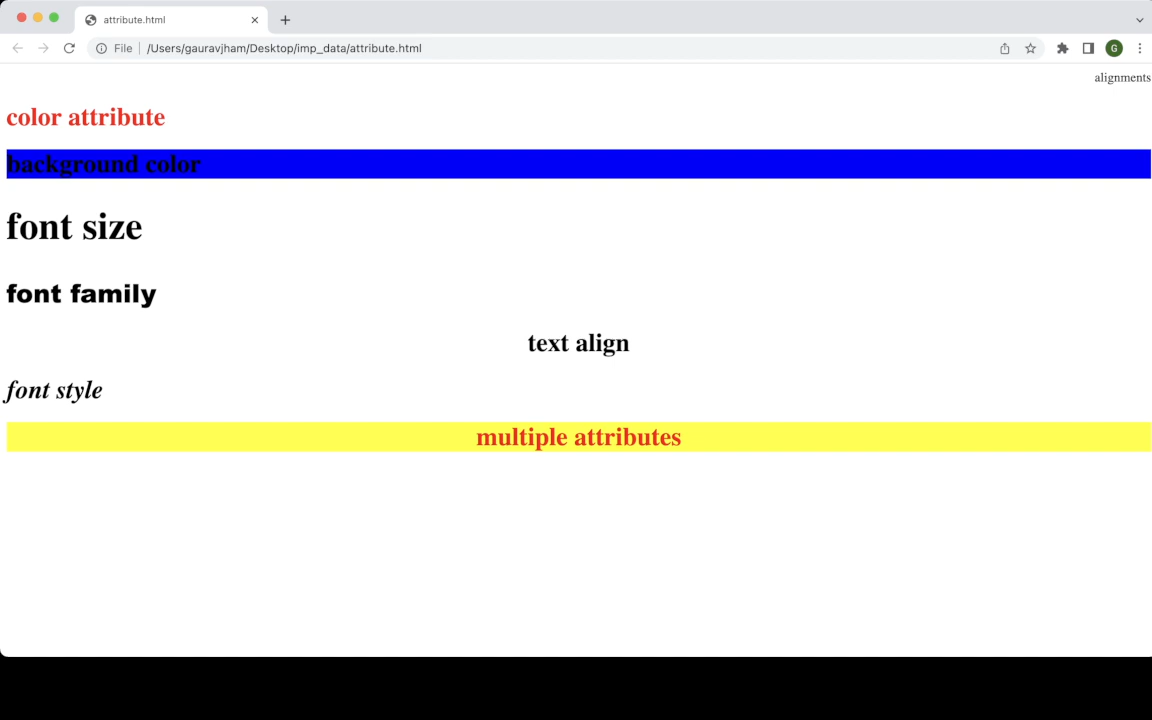 attribute.html
File
/Users/gauravjham/Desktop/imp_data/attribute.html
G
alignments
color attribute
background color
font size
font family
text align
font style
multiple attributes